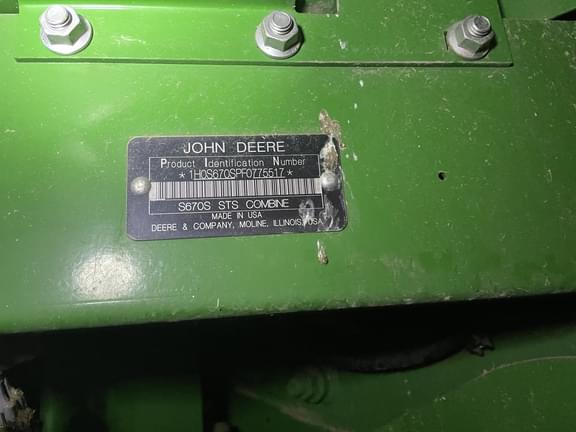 JOHN DEERE
Product Identification Number
*1H0S670SPF0775517*
S670S STS COMBINE
MADE IN USA
DEERE & COMPANY, MOLINE, ILLINOIS, USA